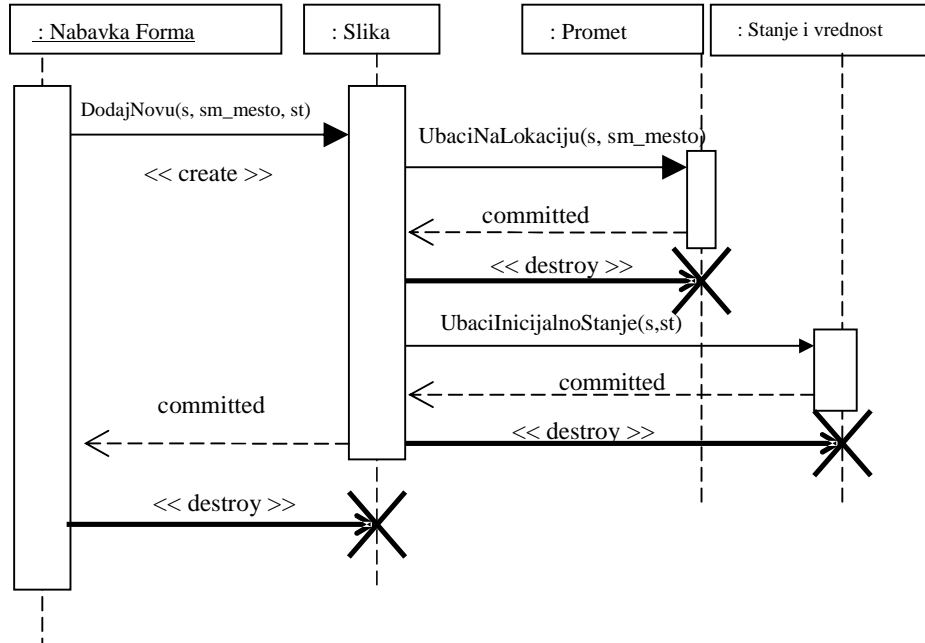 : Nabavka Forma
: Slika
: Promet
: Stanje i vrednost
DodajNovu(s, sm_mesto, st)
UbaciNaLokaciju(s, sm_mesto)
<< create >>
committed
<< destroy >>
UbaciInicijalnoStanje(s,st)
committed
committed
<< destroy >>
<< destroy >>